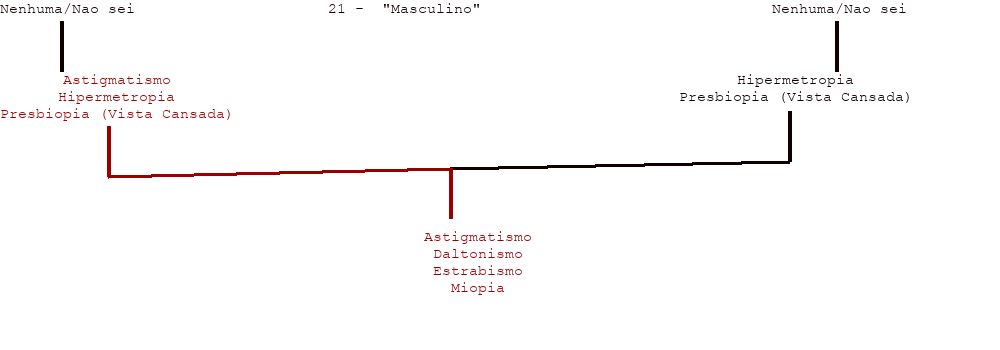 Nenhuma/Nao sei
21 -  "Masculino"
Nenhuma/Nao sei
Astigmatismo
Hipermetropia
Presbiopia (Vista Cansada)
Hipermetropia
Presbiopia (Vista Cansada)
Astigmatismo
Daltonismo
Estrabismo
Miopia